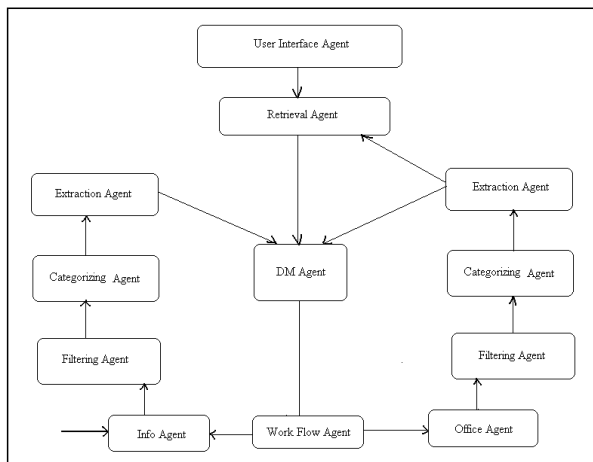 User Interface Agent
Retrieval Agent
Extraction Agent
Extraction Agent
DM Agent
Categorizing Agent
Categorizing Agent
Filtering Agent
Filtering Agent
Info Agent
Work Flow Agent
Office Agent